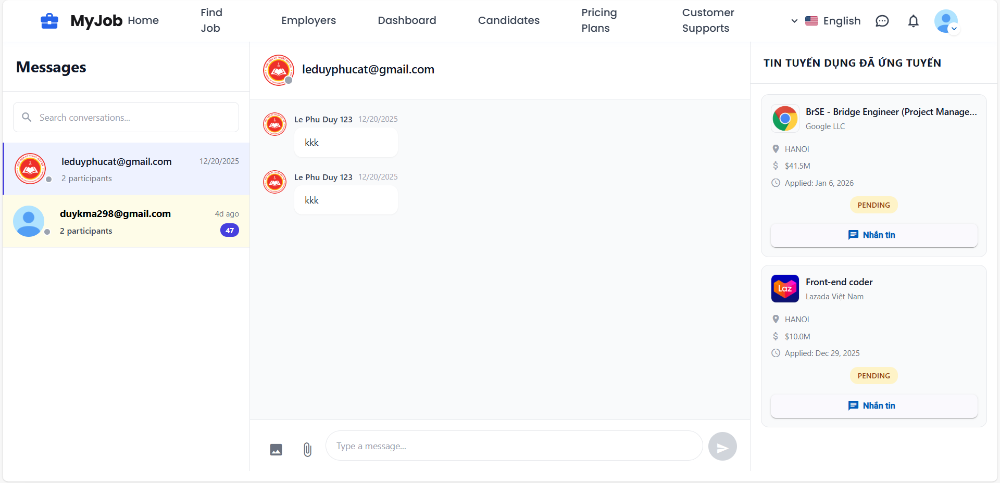 MyJob
Home
Find
Job
Employers
Dashboard
Candidates
Pricing
Plans
Customer
Supports
English
Messages
Search conversations...
leduyphucat@gmail.com
12/20/2025
2 participants
duykma298@gmail.com
4d ago
2 participants
47
leduyphucat@gmail.com
Le Phu Duy 123 12/20/2025
kkk
Le Phu Duy 123 12/20/2025
kkk
Type a message...
TIN TUYỂN DỤNG ĐÃ ỨNG TUYỂN
BrSE - Bridge Engineer (Project Manage...
Google LLC
HANOI
$41.5M
Applied: Jan 6, 2026
PENDING
Nhắn tin
Laz
Front-end coder
Lazada Việt Nam
HANOI
$10.0M
Applied: Dec 29, 2025
PENDING
Nhắn tin